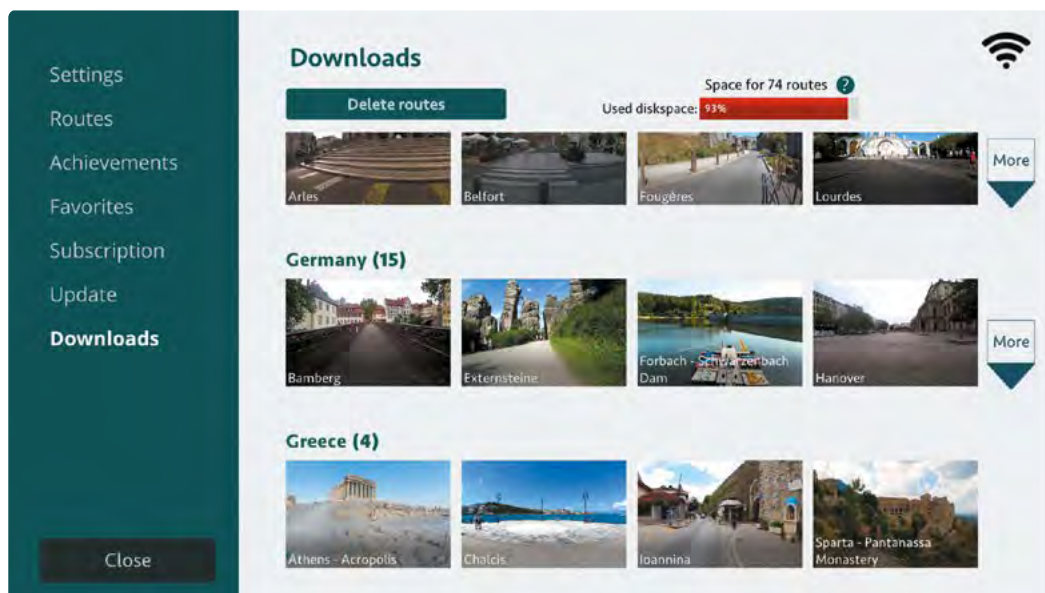 Settings
Routes
Achievements
Favorites
Subscription
Update
Downloads
Close
Downloads
Delete routes
Space for 74 routes ?
Used diskspace: 93%
Arles
Belfort
Fougères
Lourdes
More
Germany (15)
Bamberg
Externsteine
Forbach - Schwarzenbach
Dam
Hanover
More
Greece (4)
Athens - Acropolis
Chalcis
Ioannina
Sparta - Pantanassa
Monastery